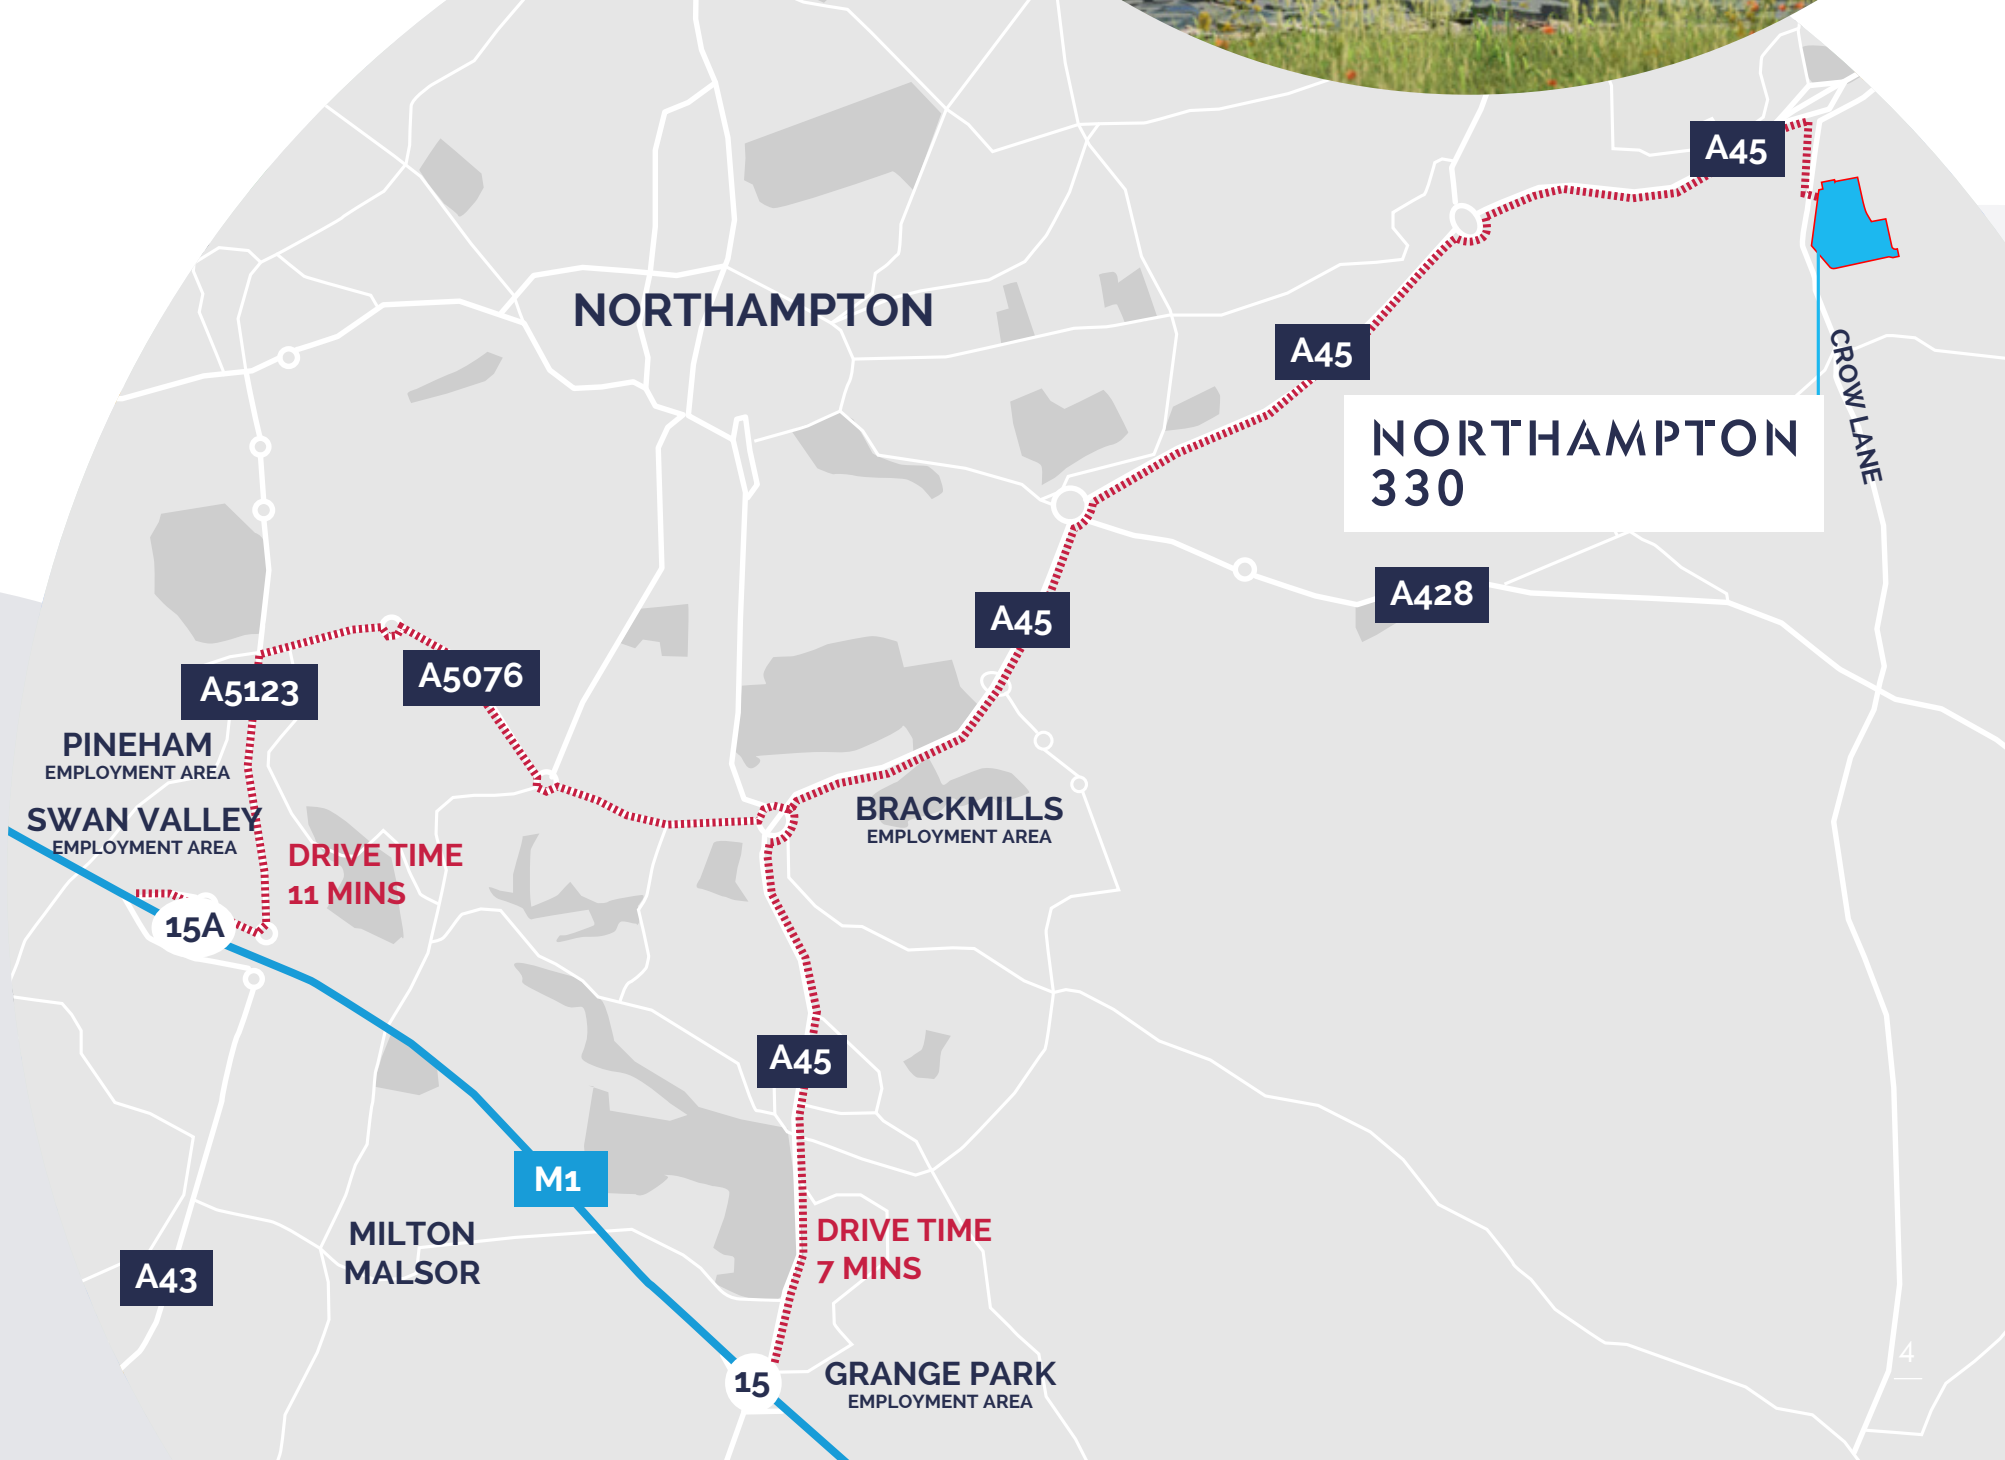 A45
NORTHAMPTON
A45
CROW LANE
NORTHAMPTON
330
A428
A45
A5076
A5123
PINEHAM
EMPLOYMENT AREA
SWAN VALLEY
EMPLOYMENT AREA
BRACKMILLS
EMPLOYMENT AREA
DRIVE TIME
11 MINS
15A
A45
M1
MILTON
MALSOR
DRIVE TIME
7 MINS
A43
15
GRANGE PARK
EMPLOYMENT AREA
4